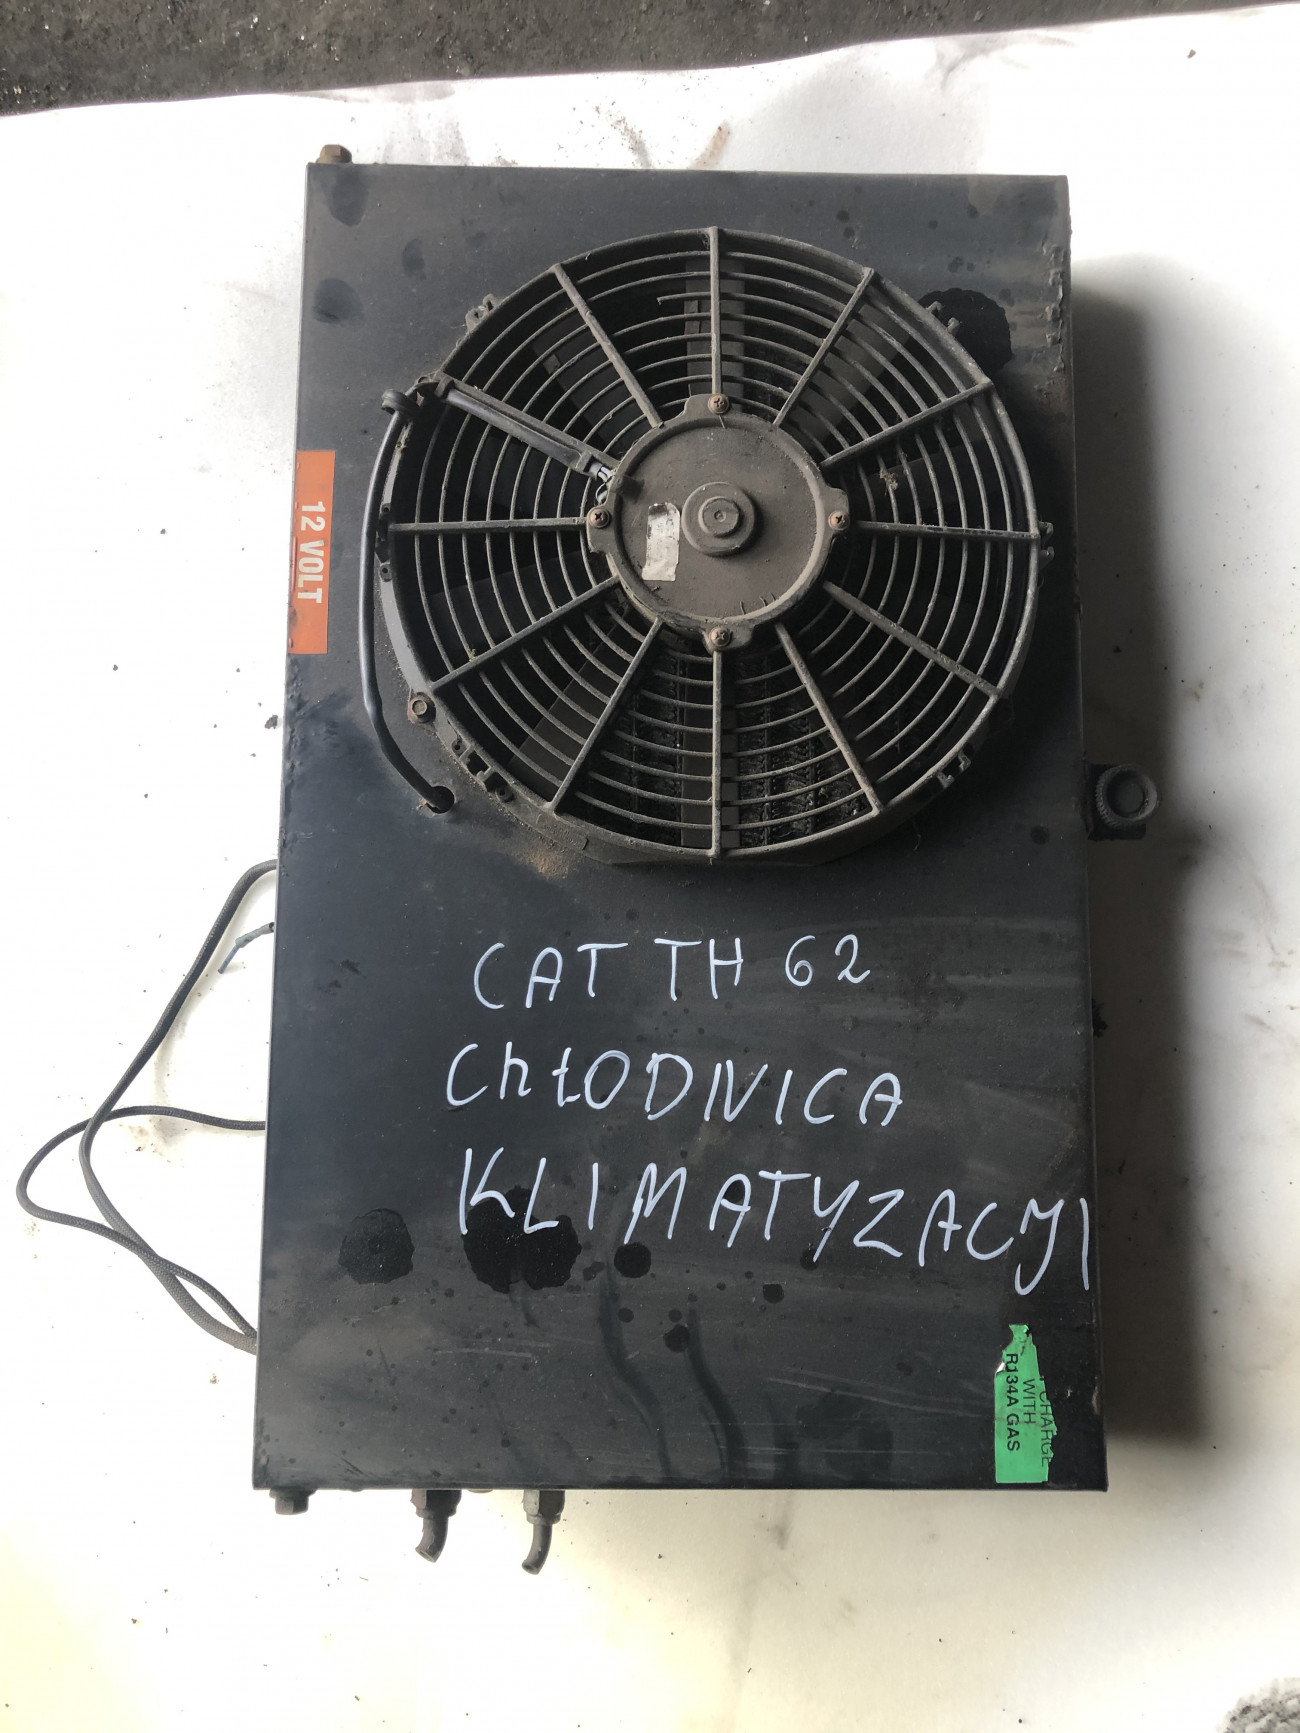 12 VOLT
CAT TH 62
ChŁODNICA
KLIMATYZACJI
CHARGE
WITH
R134A GAS